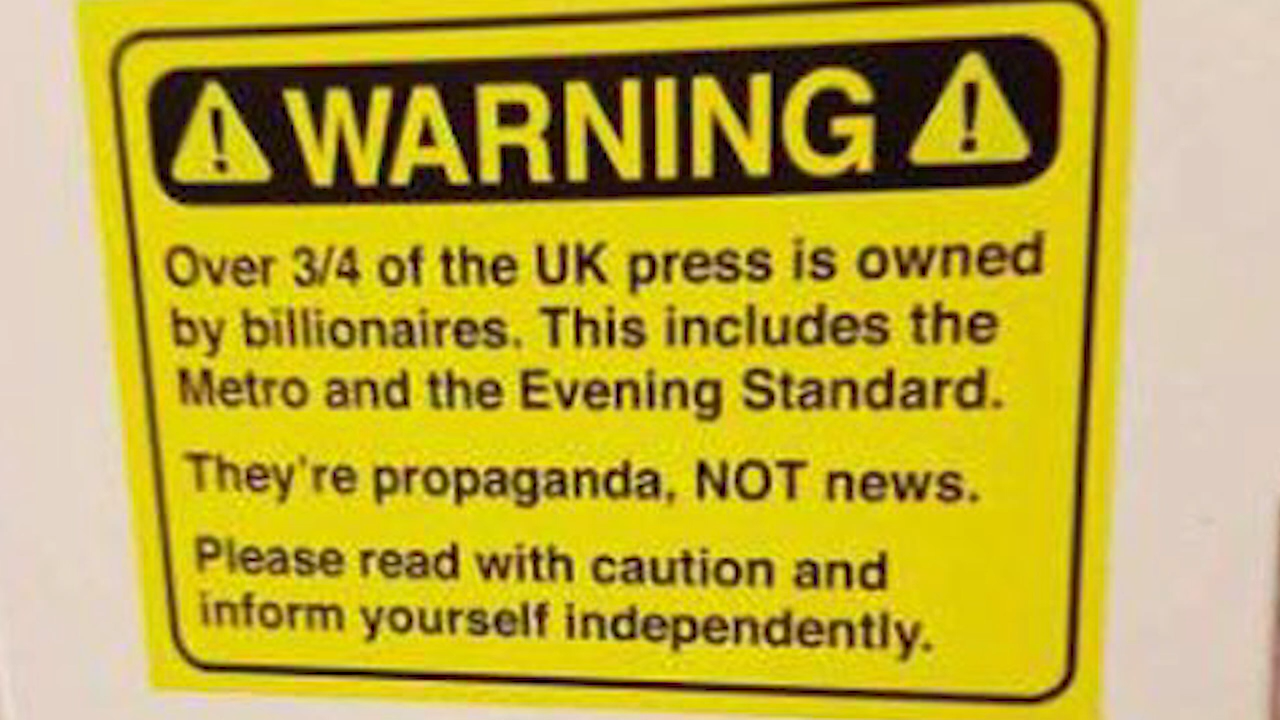 WARNING
Over 3/4 of the UK press is owned
by billionaires. This includes the
Metro and the Evening Standard.
They're propaganda, NOT news.
Please read with caution and
inform yourself independently.